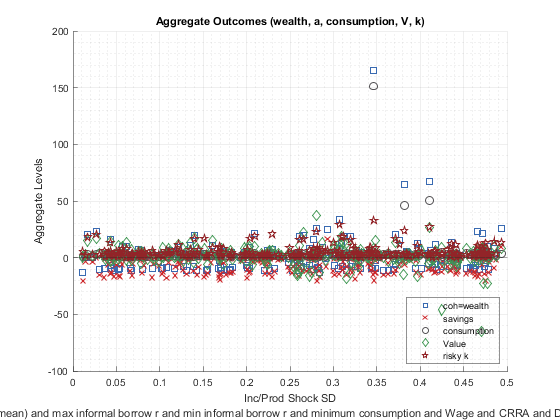 Aggregate Outcomes (wealth, a, consumption, V, k)
200
150
100
50
0
-50
-100
Aggregate Levels
0 0.05 0.1 0.15 0.2 0.25 0.3 0.35 0.4 0.45 0.5
Inc/Prod Shock SD
coh=wealth
savings
consumption
Value
risky k
mean) and max informal borrow r and min informal borrow r and minimum consumption and Wage and CRRA and